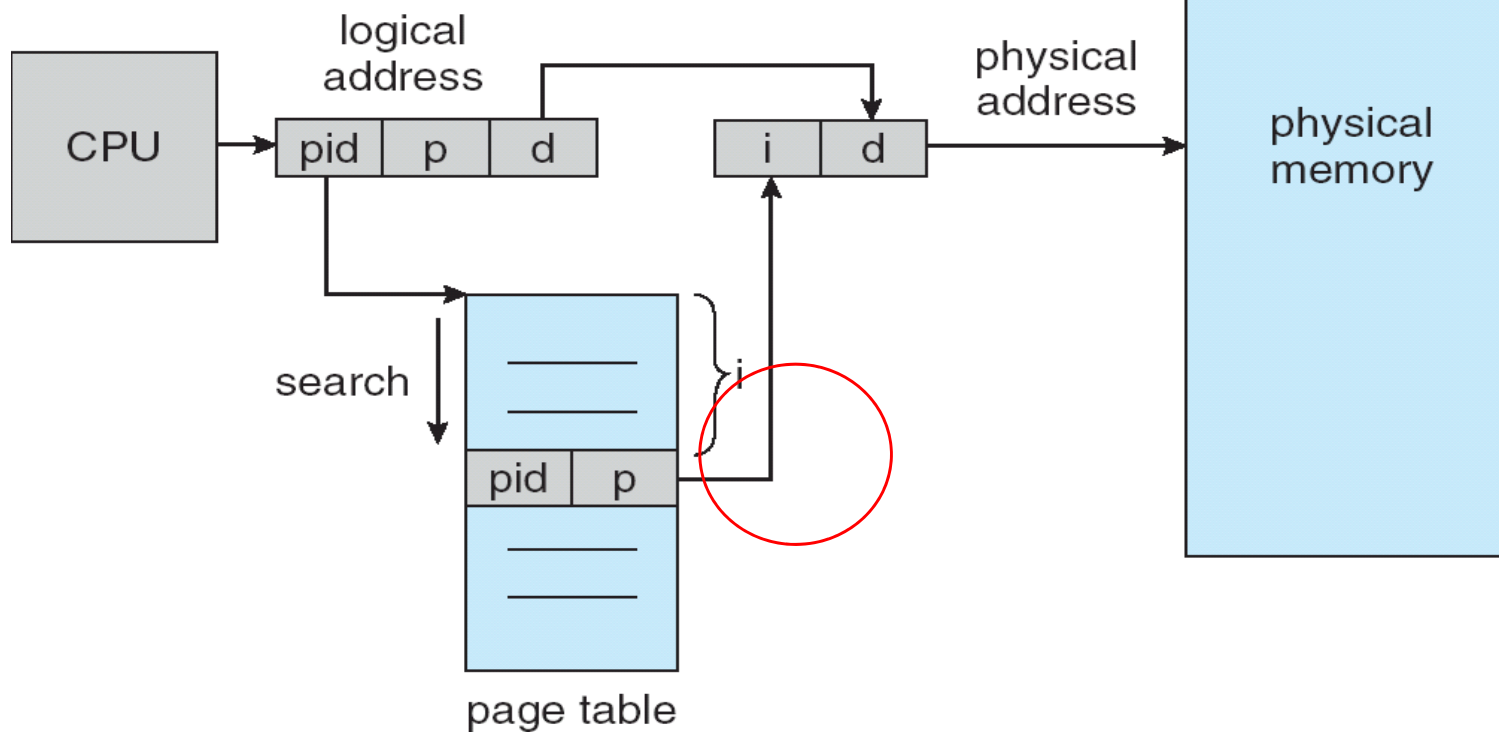 logical
address
physical
address
CPU
pid p d
i d
physical
memory
search
i
pid p
page table